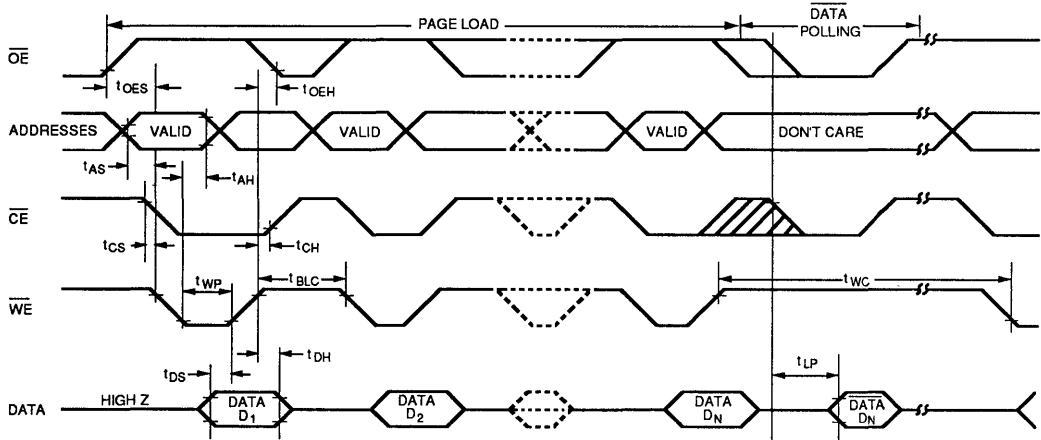 PAGE LOAD
DATA
POLLING
OE
tOES
tOEH
ADDRESSES
VALID
VALID
VALID
DON'T CARE
tAS
tAH
CE
tCS
tCH
tWP
tBLC
tWC
WE
tDS
tDH
tLP
DATA
HIGH Z
DATA
D1
DATA
D2
DATA
DN
DATA
DN